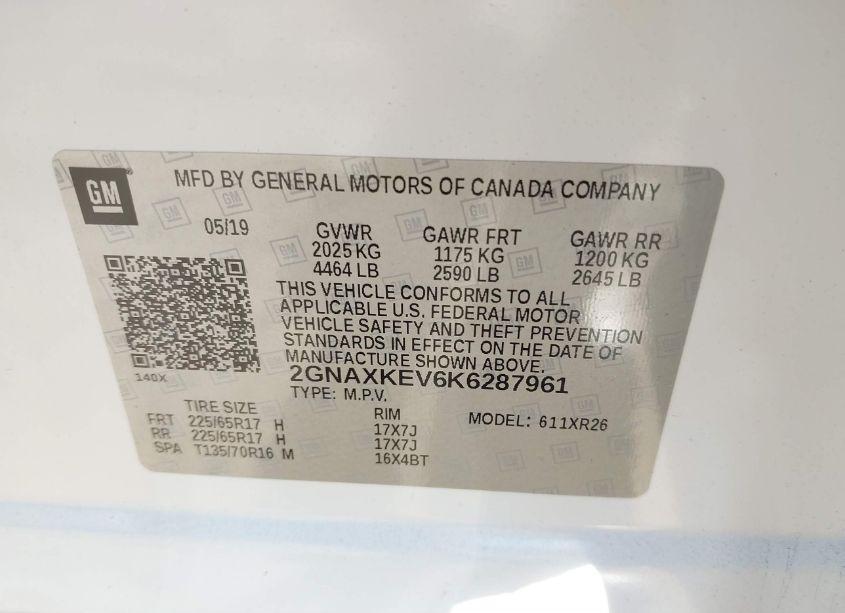 GM
MFD BY GENERAL MOTORS OF CANADA COMPANY
05/19
GVWR GAWR FRT GAWR RR
2025 KG 1175 KG 1200 KG
4464 LB 2590 LB 2645 LB
THIS VEHICLE CONFORMS TO ALL
APPLICABLE U.S. FEDERAL MOTOR
VEHICLE SAFETY AND THEFT PREVENTION
STANDARDS IN EFFECT ON THE DATE OF
MANUFACTURE SHOWN ABOVE.
140X
2GNAXKEV6K6287961
TYPE: M.P.V.
TIRE SIZE RIM MODEL: 611XR26
FRT 225/65R17 H 17X7J
RR 225/65R17 H 17X7J
SPA T135/70R16 M 16X4BT